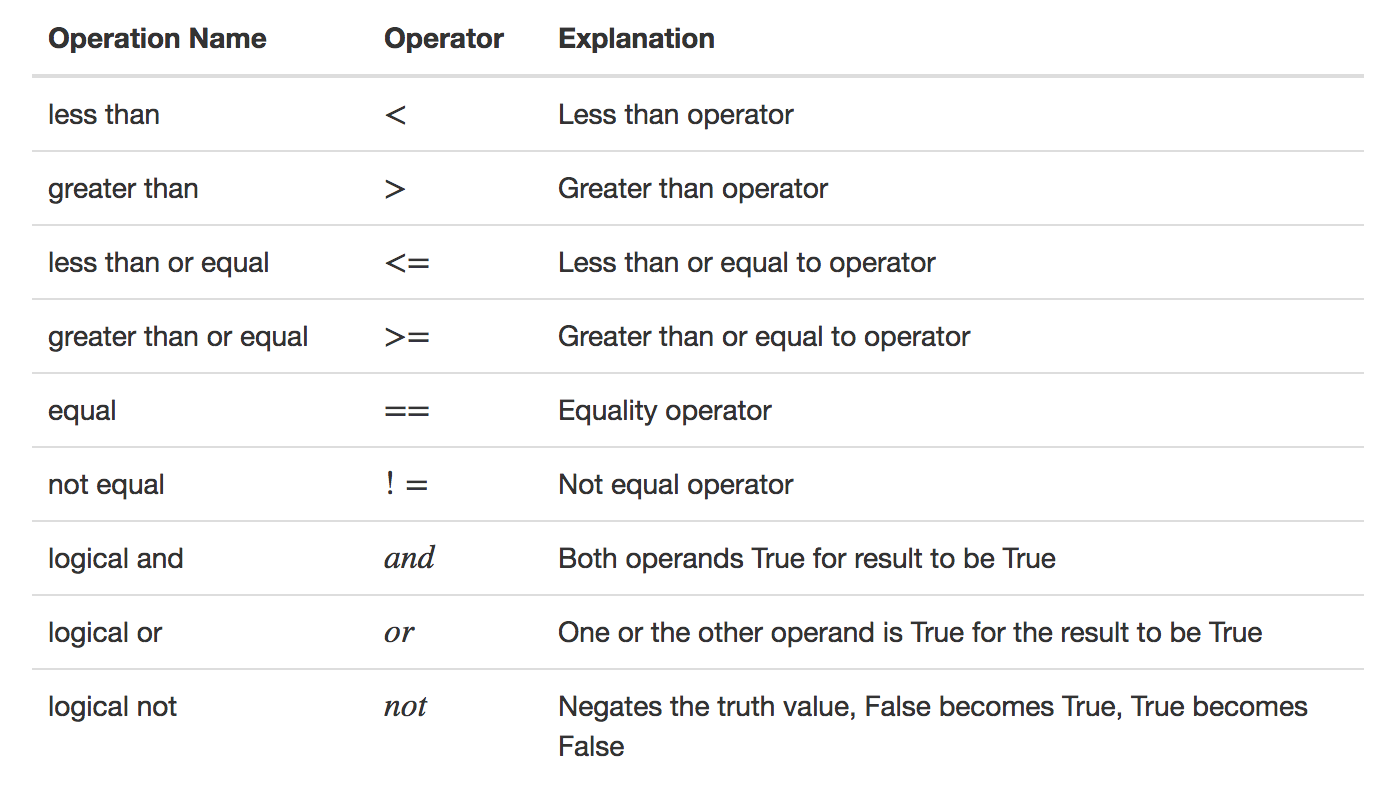 Operation Name Operator Explanation
less than < Less than operator
greater than > Greater than operator
less than or equal <= Less than or equal to operator
greater than or equal >= Greater than or equal to operator
equal == Equality operator
not equal ! = Not equal operator
logical and and Both operands True for result to be True
logical or or One or the other operand is True for the result to be True
logical not not Negates the truth value, False becomes True, True becomes
False